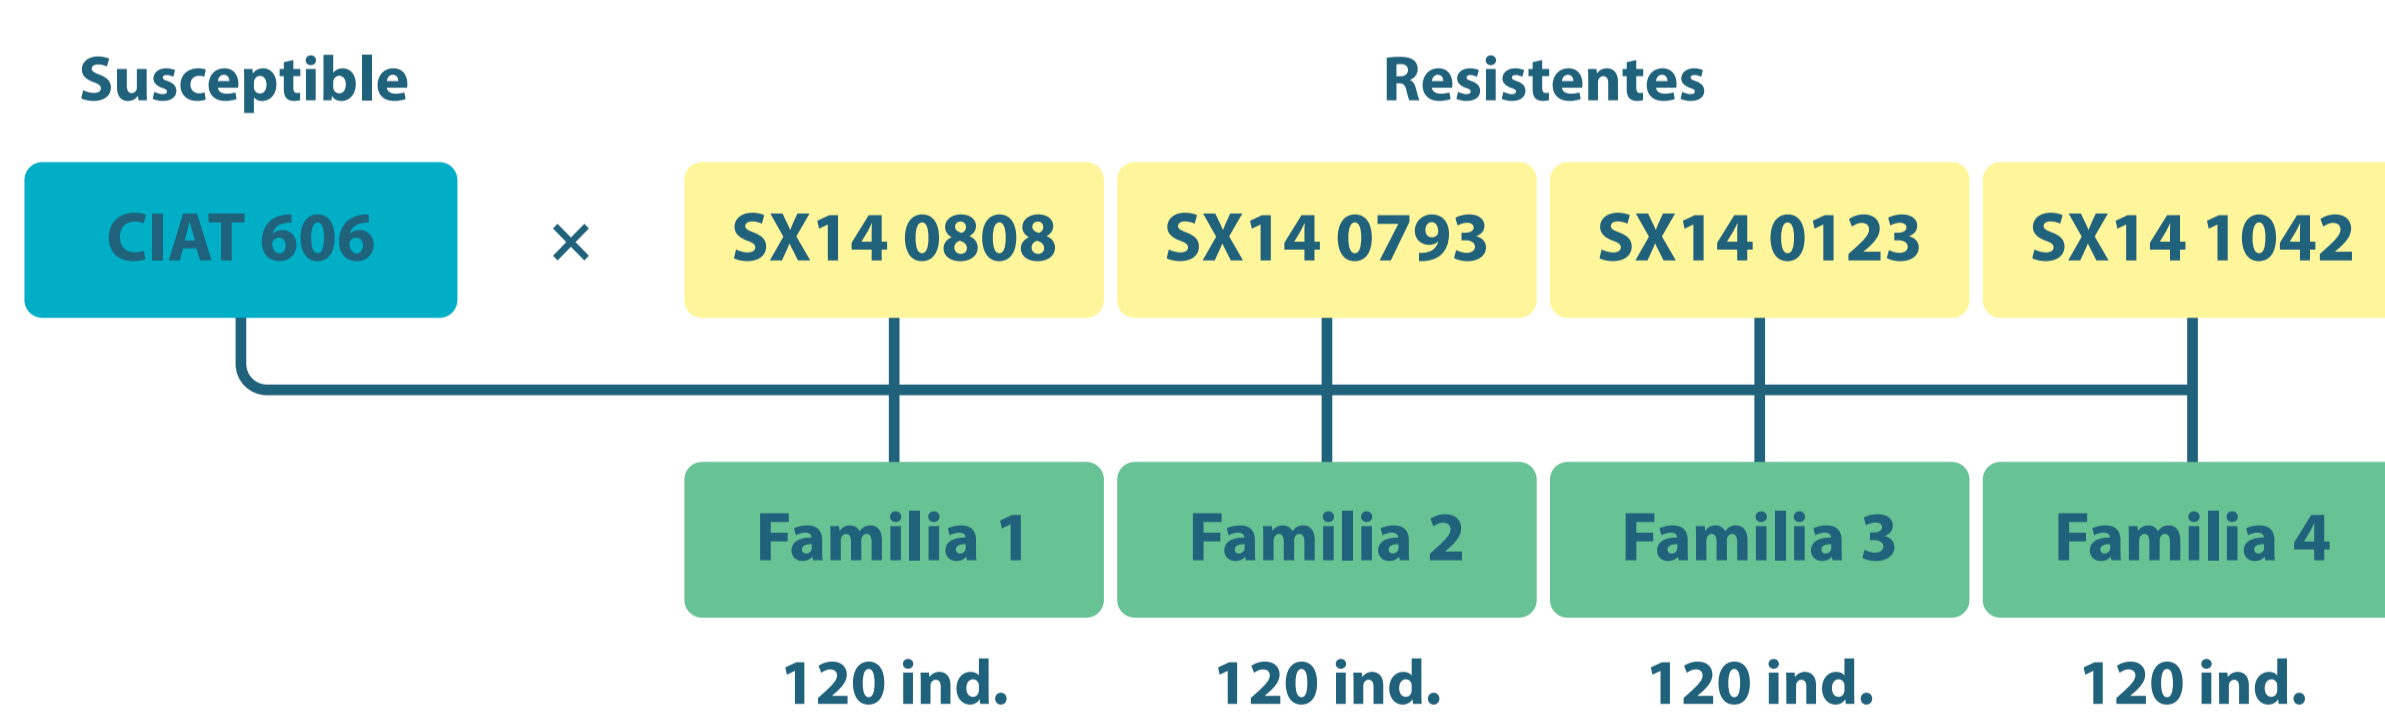 Susceptible Resistentes
CIAT 606 × SX14 0808 SX14 0793 SX14 0123 SX14 1042
Familia 1 Familia 2 Familia 3 Familia 4
120 ind. 120 ind. 120 ind. 120 ind.